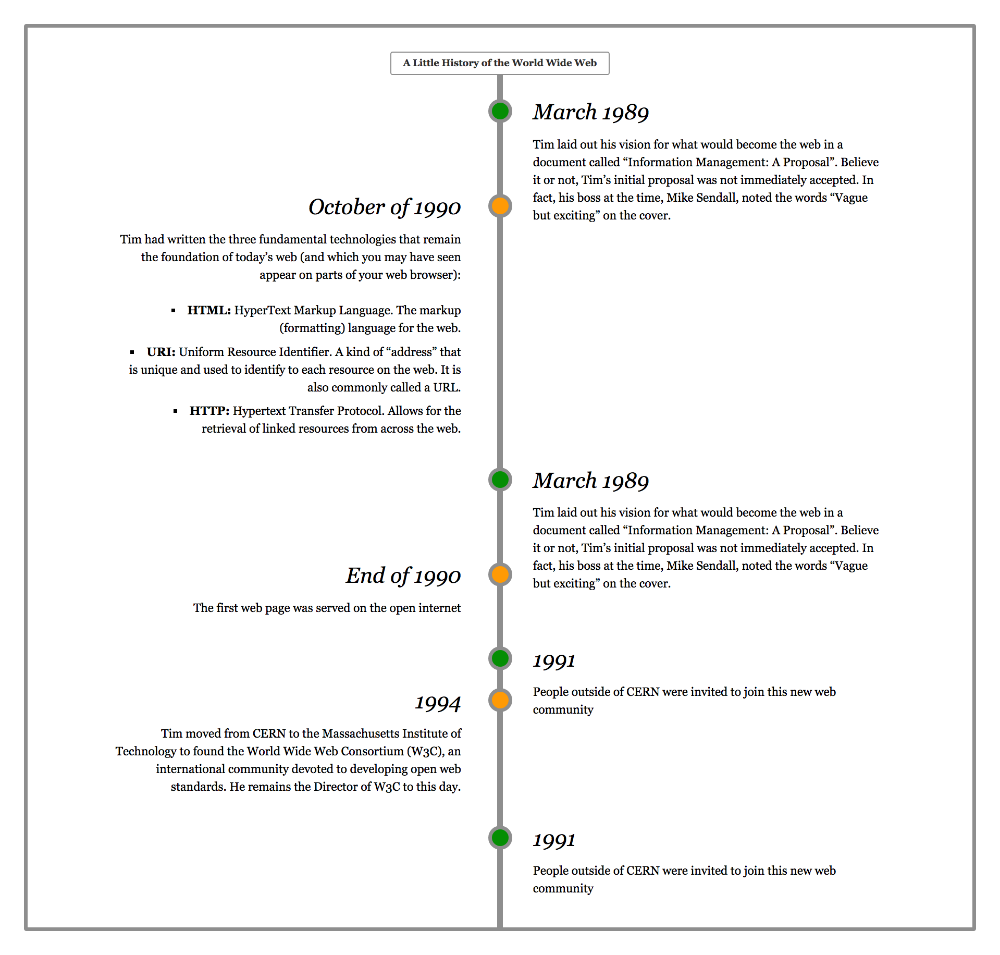 A Little History of the World Wide Web
March 1989
Tim laid out his vision for what would become the web in a
document called “Information Management: A Proposal”. Believe
it or not, Tim’s initial proposal was not immediately accepted. In
fact, his boss at the time, Mike Sendall, noted the words “Vague
but exciting” on the cover.
October of 1990
Tim had written the three fundamental technologies that remain
the foundation of today’s web (and which you may have seen
appear on parts of your web browser):
▪ HTML: HyperText Markup Language. The markup
(formatting) language for the web.
▪ URI: Uniform Resource Identifier. A kind of “address” that
is unique and used to identify to each resource on the web. It is
also commonly called a URL.
▪ HTTP: Hypertext Transfer Protocol. Allows for the
retrieval of linked resources from across the web.
March 1989
Tim laid out his vision for what would become the web in a
document called “Information Management: A Proposal”. Believe
it or not, Tim’s initial proposal was not immediately accepted. In
fact, his boss at the time, Mike Sendall, noted the words “Vague
but exciting” on the cover.
End of 1990
The first web page was served on the open internet
1991
People outside of CERN were invited to join this new web
community
1994
Tim moved from CERN to the Massachusetts Institute of
Technology to found the World Wide Web Consortium (W3C), an
international community devoted to developing open web
standards. He remains the Director of W3C to this day.
1991
People outside of CERN were invited to join this new web
community